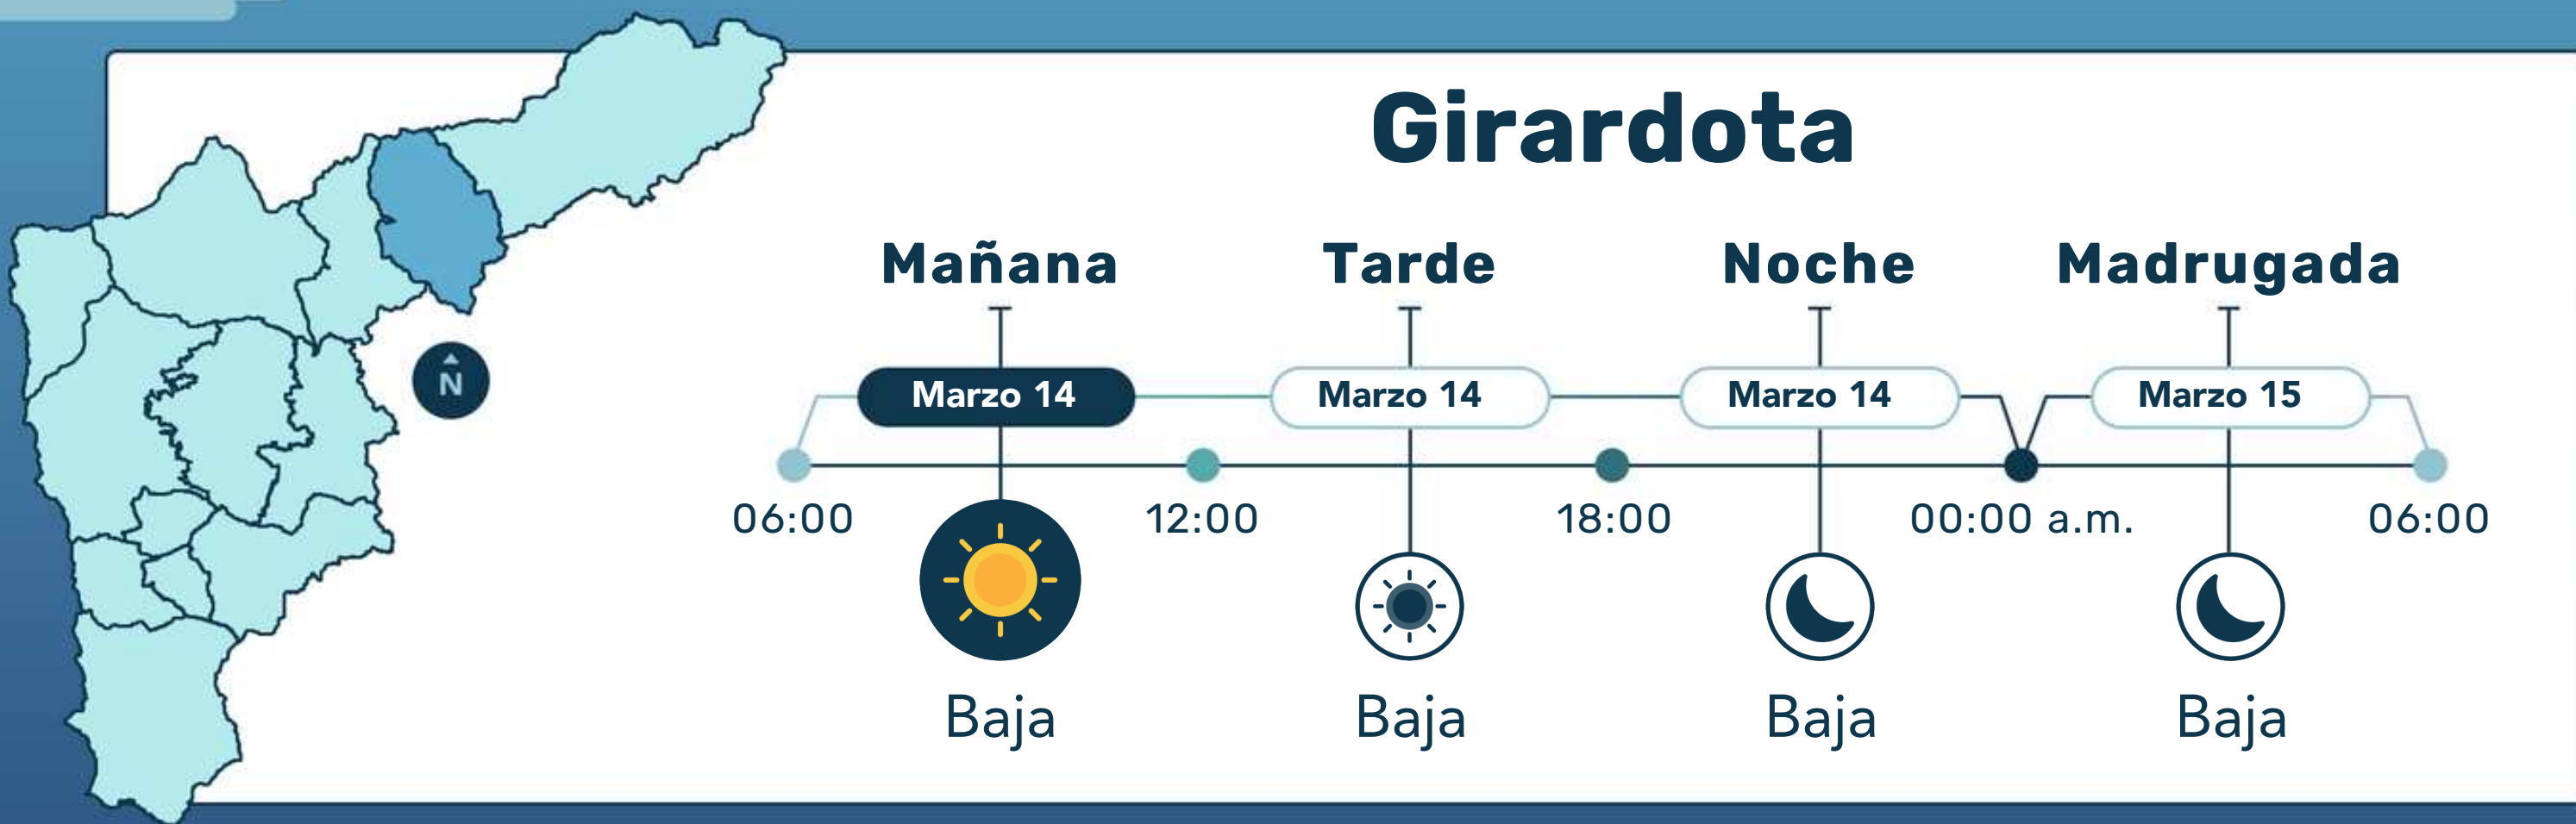 Girardota
Mañana Tarde Noche Madrugada
Marzo 14 Marzo 14 Marzo 14 Marzo 15
N
06:00 12:00 18:00 00:00 a.m. 06:00
Baja Baja Baja Baja